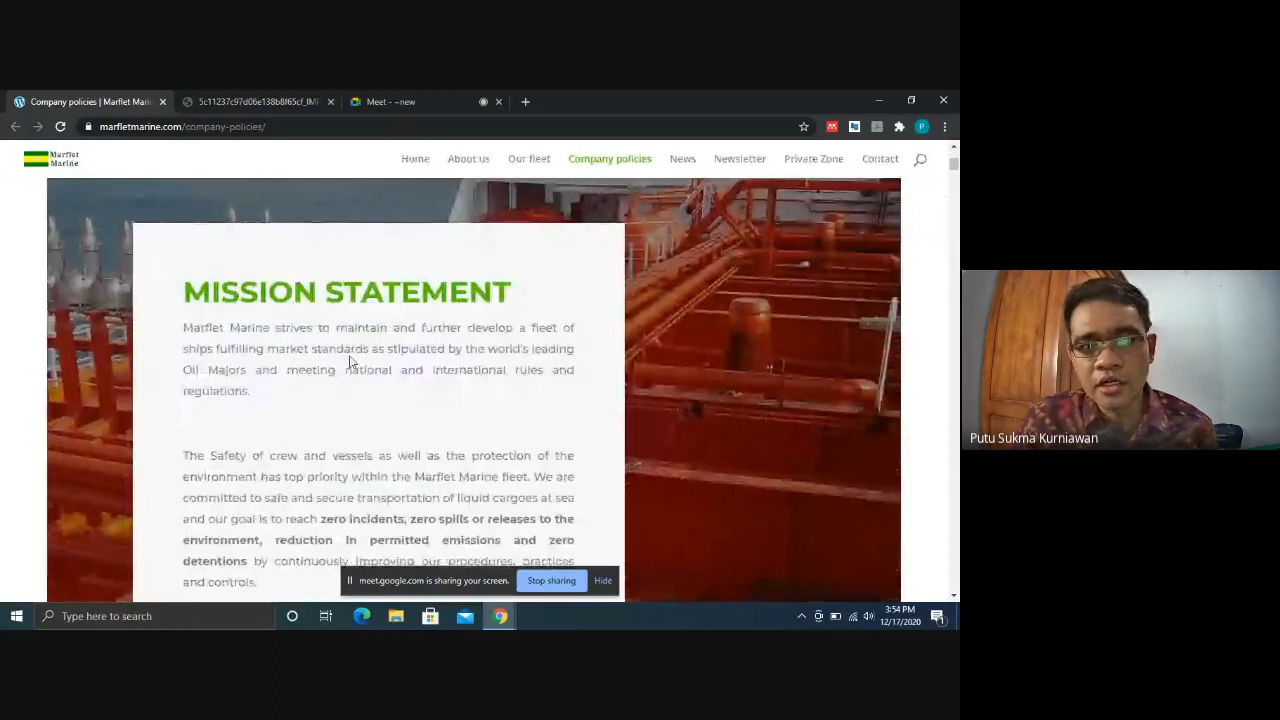 Company policies | Marflet Mari
5c11237c97d06e138b8f65cf_IMP
Meet - -new
marfletmarine.com/company-policies/
P
Marflet
Marine
Home
About us
Our fleet
Company policies
News
Newsletter
Private Zone
Contact
MISSION STATEMENT
Marflet Marine strives to maintain and further develop a fleet of
ships fulfilling market standards as stipulated by the world's leading
Oil Majors and meeting national and international rules and
regulations.
The Safety of crew and vessels as well as the protection of the
environment has top priority within the Marflet Marine fleet. We are
committed to safe and secure transportation of liquid cargoes at sea
and our goal is to reach zero incidents, zero spills or releases to the
environment, reduction in permitted emissions and zero
detentions by continuously improving our procedures, practices
and controls.
meet.google.com is sharing your screen.
Stop sharing
Hide
Putu Sukma Kurniawan
Type here to search
3:54 PM
12/17/2020
1